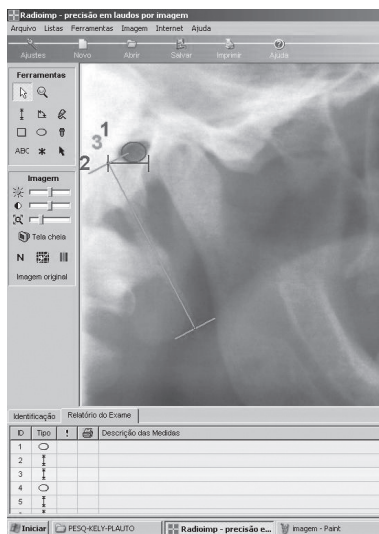 Radioimp - precisão em laudos por imagem
Arquivo Listas Ferramentas Imagem Internet Ajuda
Ajustes Novo Abrir Salvar Imprimir Ajuda
Ferramentas
ABC
Imagem
Tela cheia
N
Imagem original
1
3
2
Identificação Relatório do Exame
ID Tipo ! Descrição das Medidas
1
2
3
4
5
Iniciar PESQ-KELY-PLAUTO Radioimp - precisão e... imagem - Paint